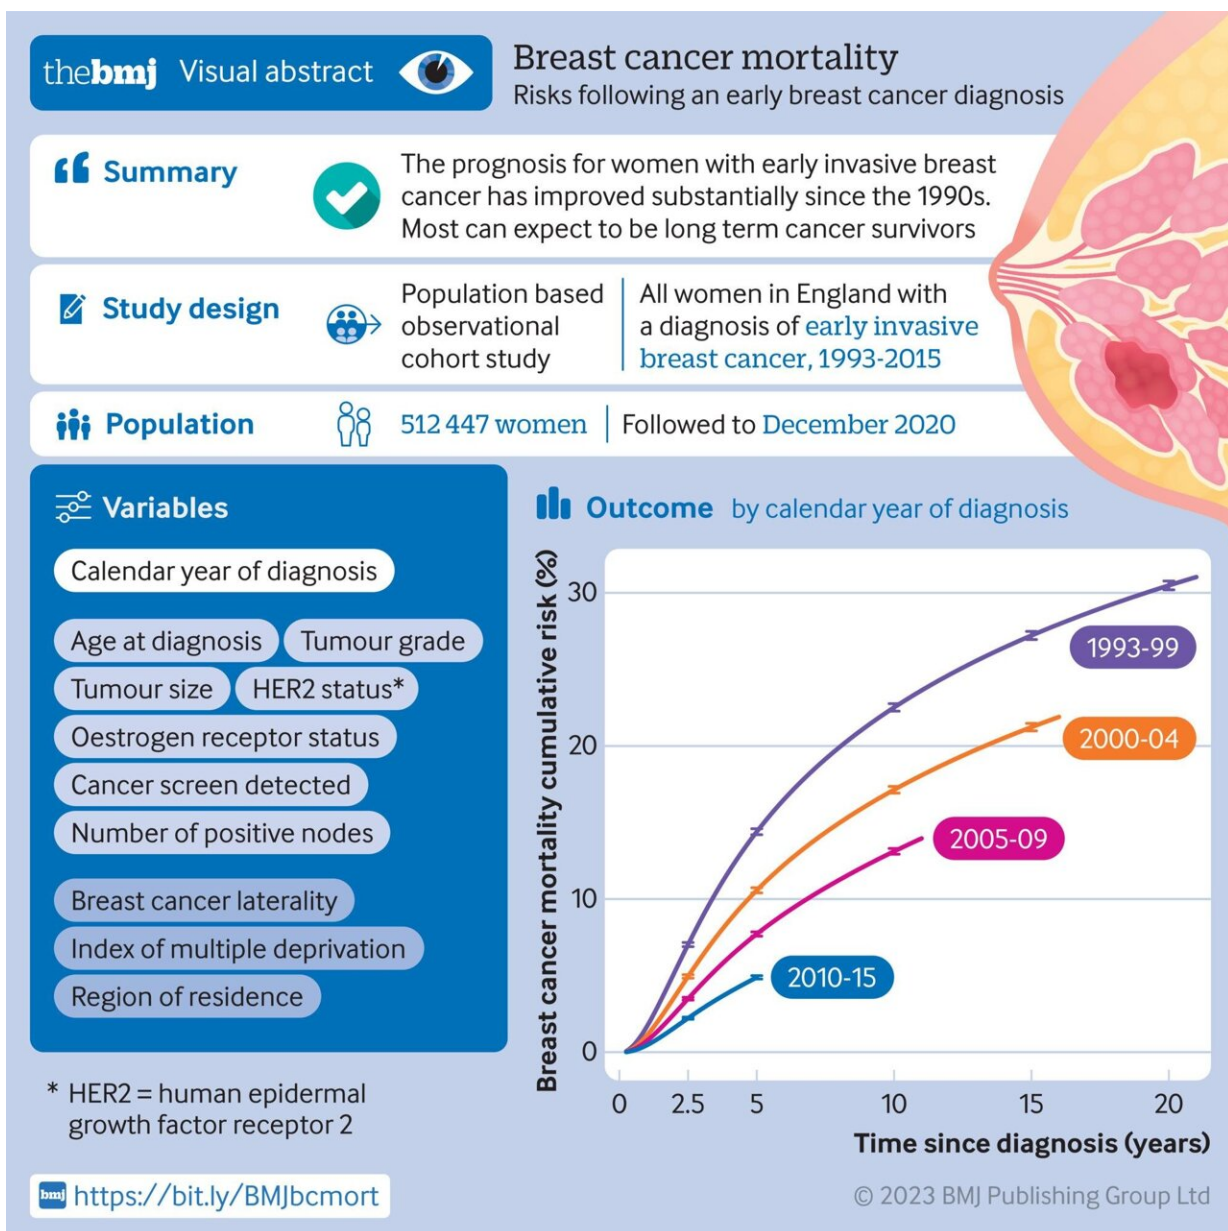 thebmj Visual abstract
Breast cancer mortality
Risks following an early breast cancer diagnosis
Summary
The prognosis for women with early invasive breast
cancer has improved substantially since the 1990s.
Most can expect to be long term cancer survivors
Study design
Population based
observational
cohort study
All women in England with
a diagnosis of early invasive
breast cancer, 1993-2015
Population
512 447 women
Followed to December 2020
Variables
Calendar year of diagnosis
Age at diagnosis
Tumour grade
Tumour size
HER2 status*
Oestrogen receptor status
Cancer screen detected
Number of positive nodes
Breast cancer laterality
Index of multiple deprivation
Region of residence
* HER2 = human epidermal
growth factor receptor 2
Outcome by calendar year of diagnosis
Breast cancer mortality cumulative risk (%)
30
20
10
0
1993-99
2000-04
2005-09
2010-15
0 2.5 5 10 15 20
Time since diagnosis (years)
bmj https://bit.ly/BMJbcmort
© 2023 BMJ Publishing Group Ltd